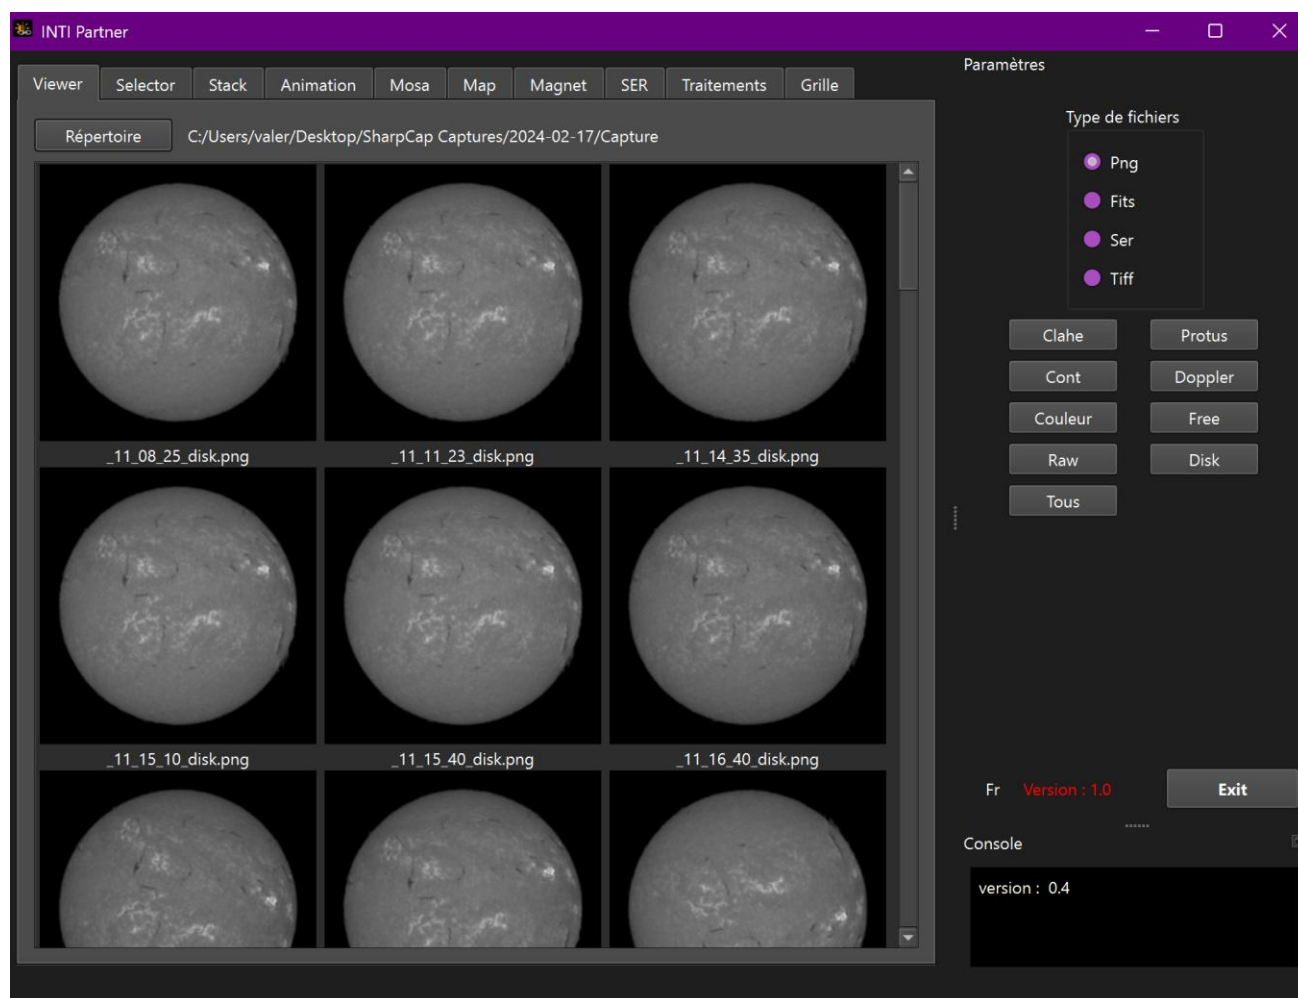 INTI Partner
Viewer Selector Stack Animation Mosa Map Magnet SER Traitements Grille
Répertoire C:/Users/valer/Desktop/SharpCap Captures/2024-02-17/Capture
_11_08_25_disk.png _11_11_23_disk.png _11_14_35_disk.png
_11_15_10_disk.png _11_15_40_disk.png _11_16_40_disk.png
Paramètres
Type de fichiers
Png
Fits
Ser
Tiff
Clahe Protus
Cont Doppler
Couleur Free
Raw Disk
Tous
Fr Version : 1.0 Exit
Console
version : 0.4